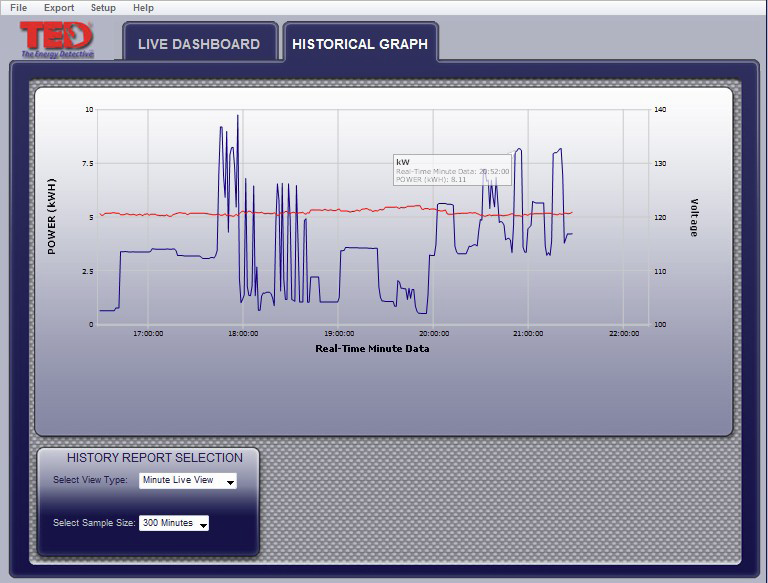 File Export Setup Help
TED
The Energy Detective
LIVE DASHBOARD
HISTORICAL GRAPH
10
7.5
5
2.5
0
POWER (KWH)
140
130
120
110
100
Voltage
kW
Real-Time Minute Data: 20:52:00
POWER (KWH): 8.11
17:00:00 18:00:00 19:00:00 20:00:00 21:00:00 22:00:00
Real-Time Minute Data
HISTORY REPORT SELECTION
Select View Type: Minute Live View
Select Sample Size: 300 Minutes